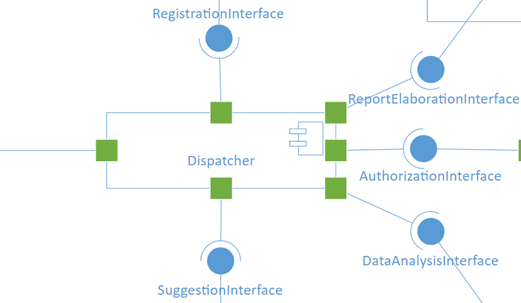 RegistrationInterface
ReportElaborationInterface
Dispatcher
AuthorizationInterface
DataAnalysisInterface
SuggestionInterface